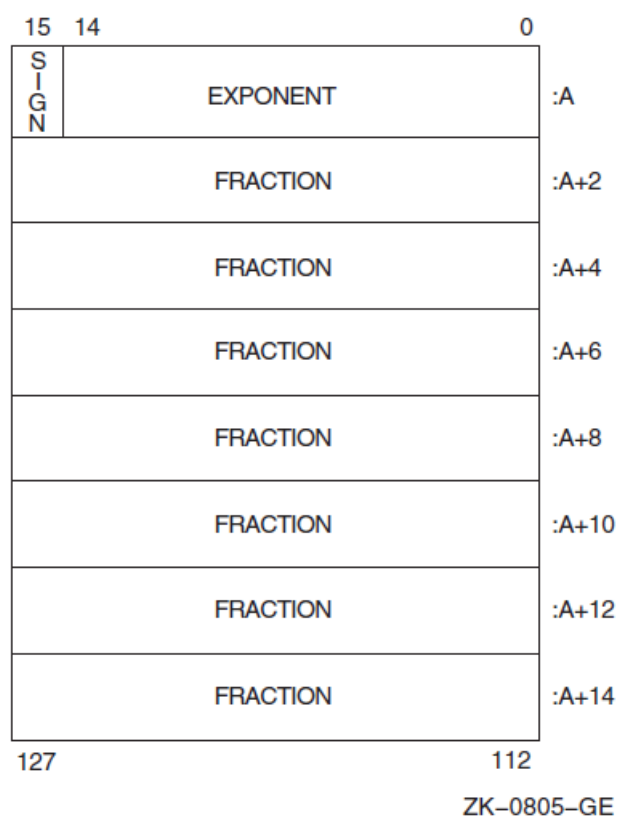 15 14 0
SIGN EXPONENT :A
FRACTION :A+2
FRACTION :A+4
FRACTION :A+6
FRACTION :A+8
FRACTION :A+10
FRACTION :A+12
FRACTION :A+14
127 112
ZK–0805–GE